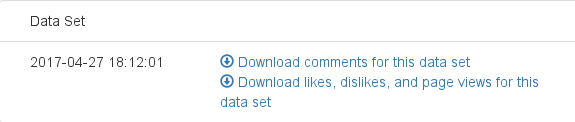 Data Set
2017-04-27 18:12:01
Download comments for this data set
Download likes, dislikes, and page views for this
data set